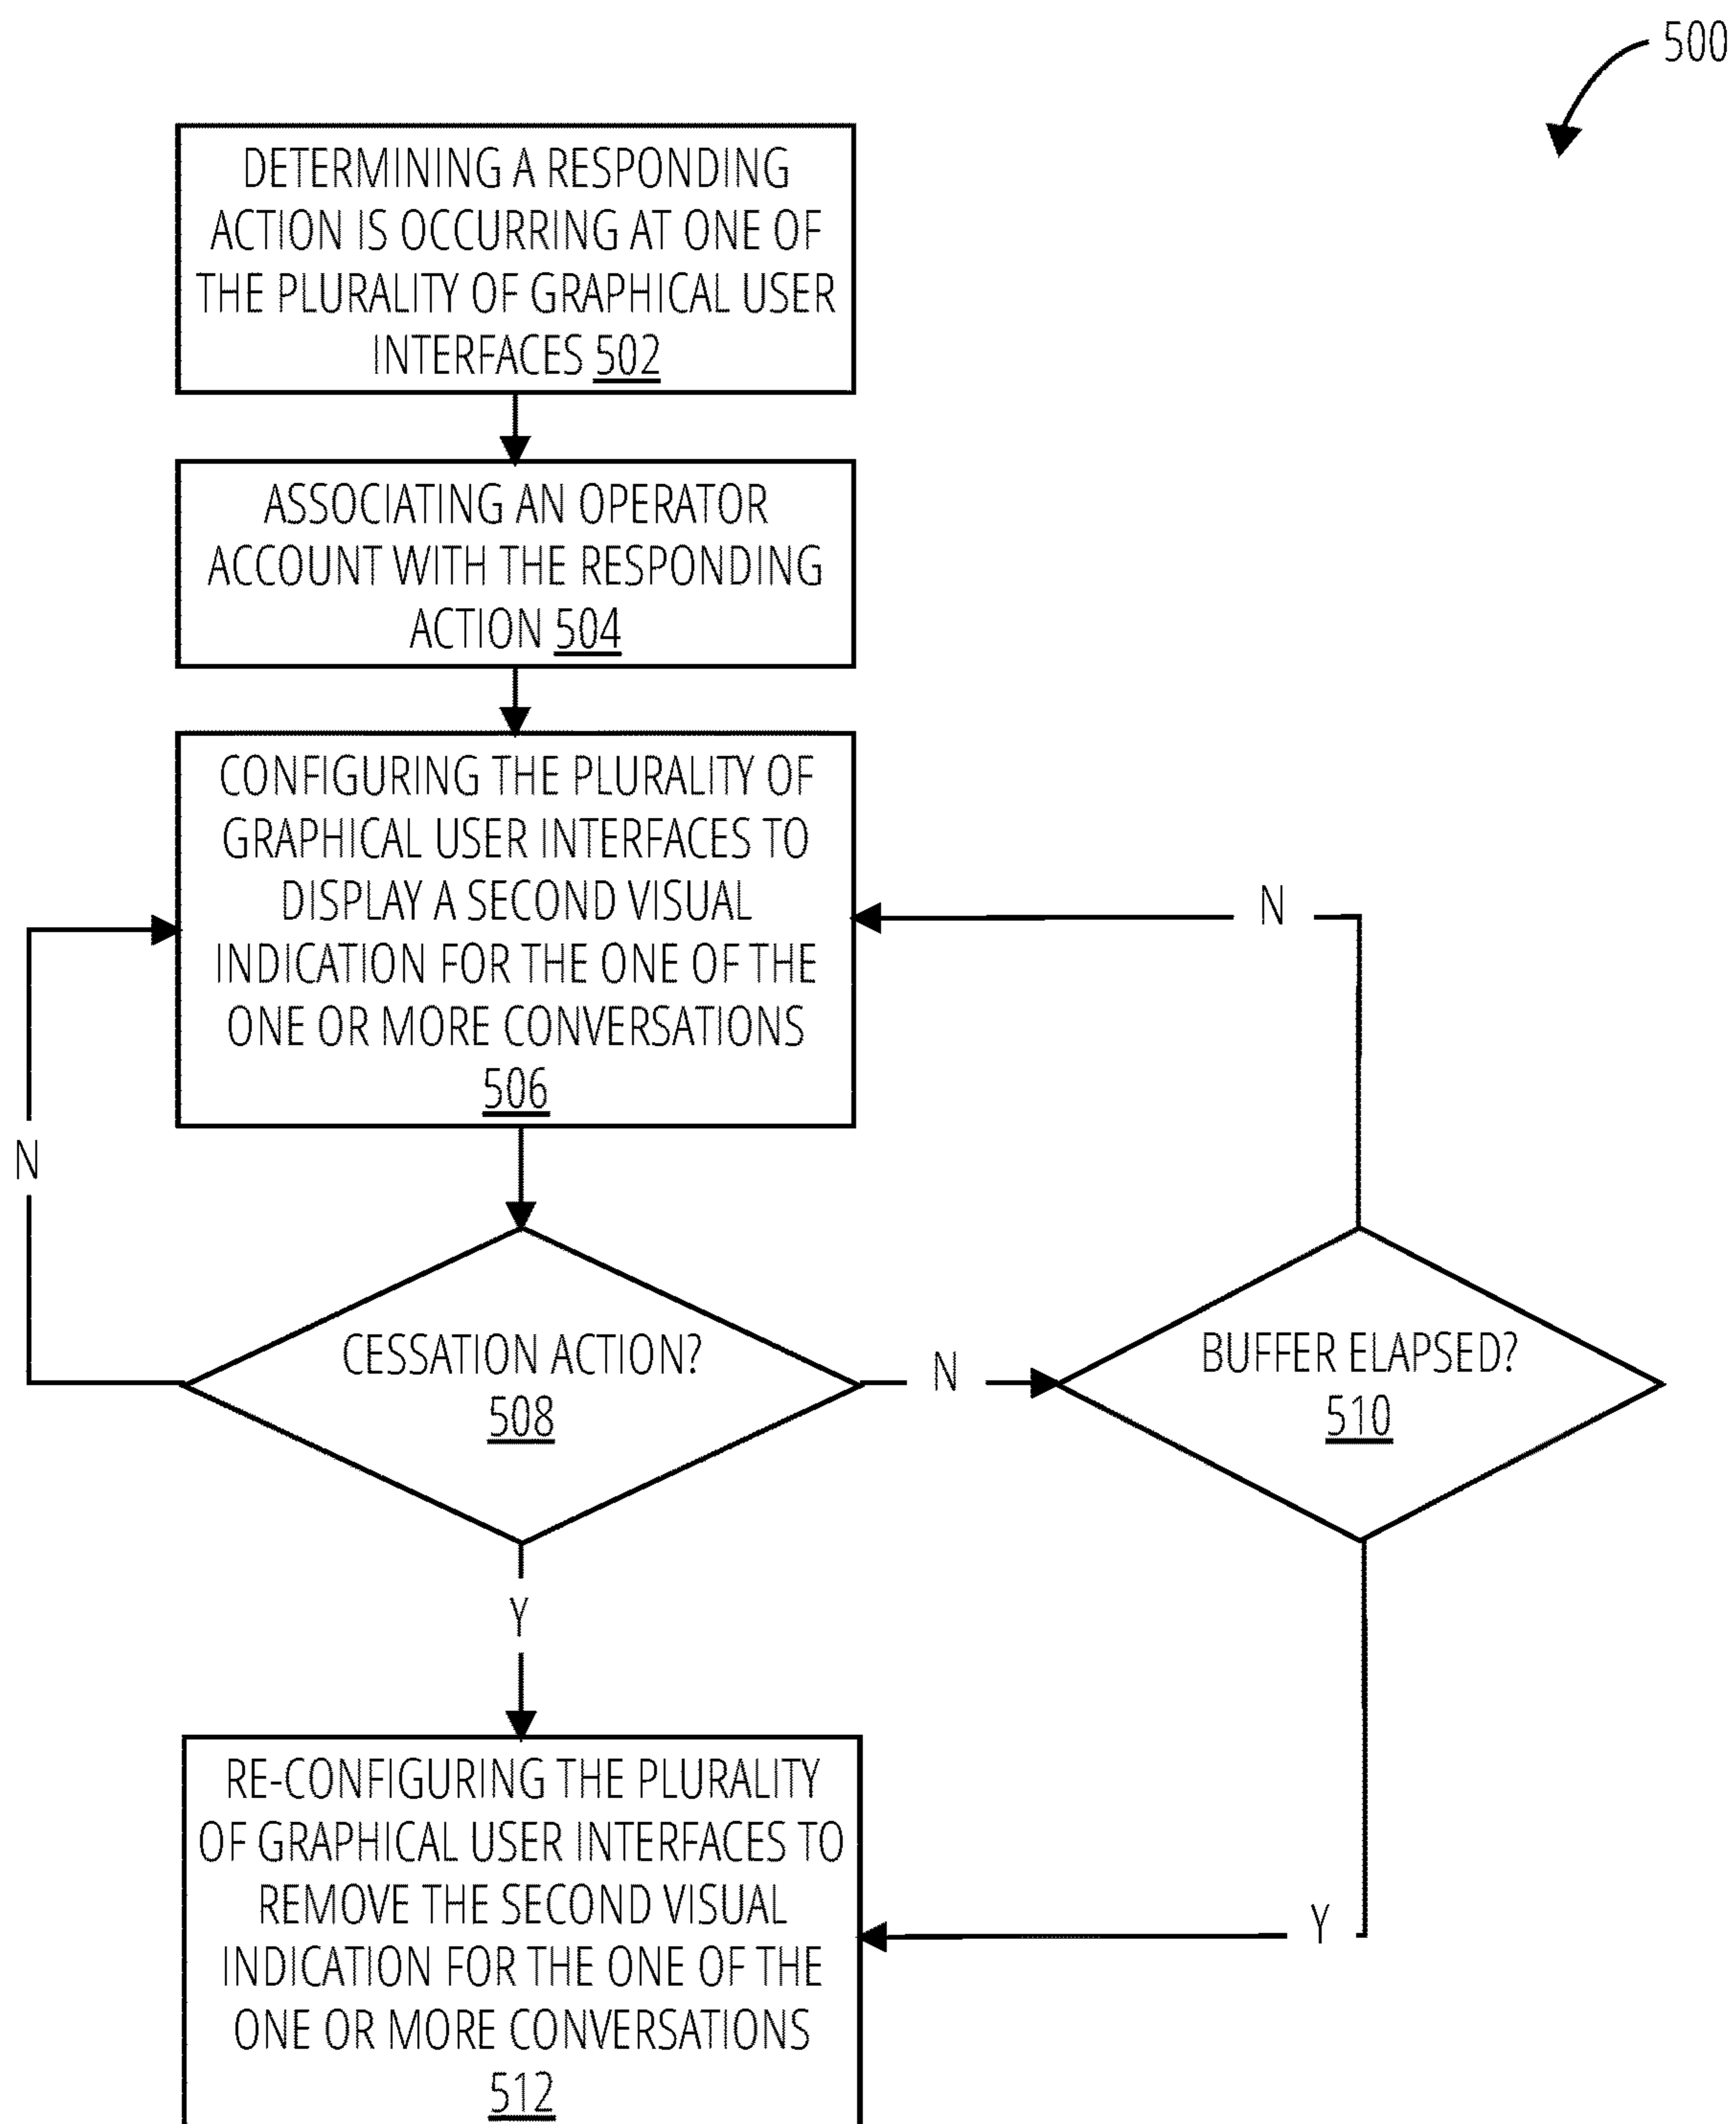 500
DETERMINING A RESPONDING
ACTION IS OCCURRING AT ONE OF
THE PLURALITY OF GRAPHICAL USER
INTERFACES 502
ASSOCIATING AN OPERATOR
ACCOUNT WITH THE RESPONDING
ACTION 504
CONFIGURING THE PLURALITY OF
GRAPHICAL USER INTERFACES TO
DISPLAY A SECOND VISUAL
INDICATION FOR THE ONE OF THE
ONE OR MORE CONVERSATIONS
506
N
N
CESSATION ACTION?
508
N
BUFFER ELAPSED?
510
Y
RE-CONFIGURING THE PLURALITY
OF GRAPHICAL USER INTERFACES TO
REMOVE THE SECOND VISUAL
INDICATION FOR THE ONE OF THE
ONE OR MORE CONVERSATIONS
512
Y